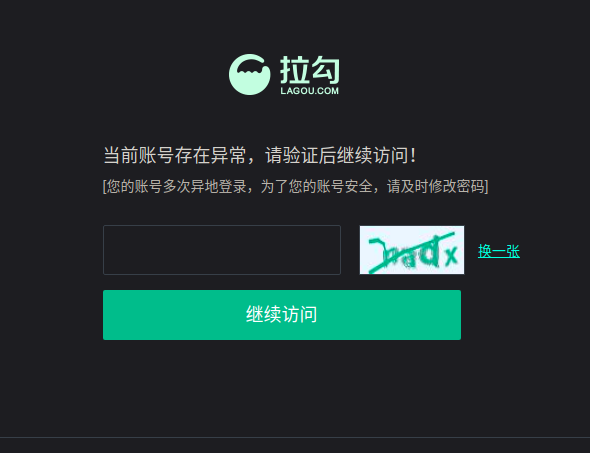 拉勾
LAGOU.COM
当前账号存在异常，请验证后继续访问！
[您的账号多次异地登录，为了您的账号安全，请及时修改密码]
换一张
继续访问